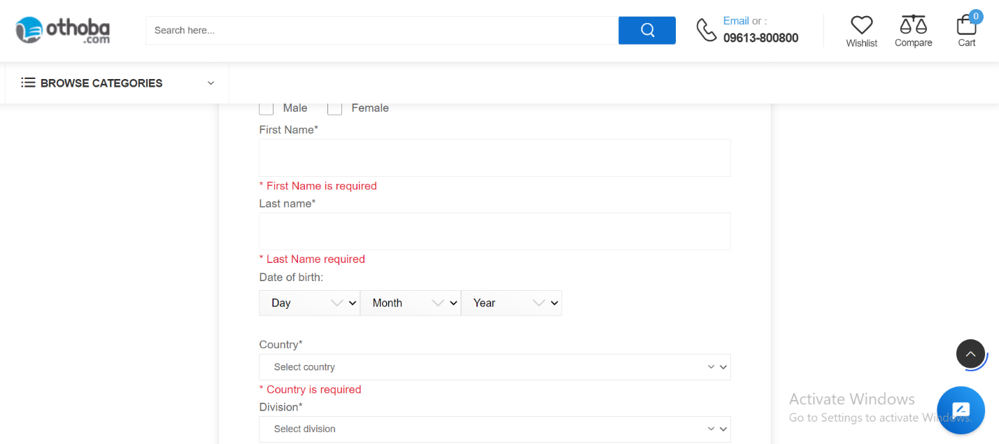 othoba
.com
Search here...
Email or :
09613-800800
Wishlist
Compare
0
Cart
BROWSE CATEGORIES
Male
Female
First Name*
* First Name is required
Last name*
* Last Name required
Date of birth:
Day
Month
Year
Country*
Select country
* Country is required
Division*
Select division
Activate Windows
Go to Settings to activate Windows.